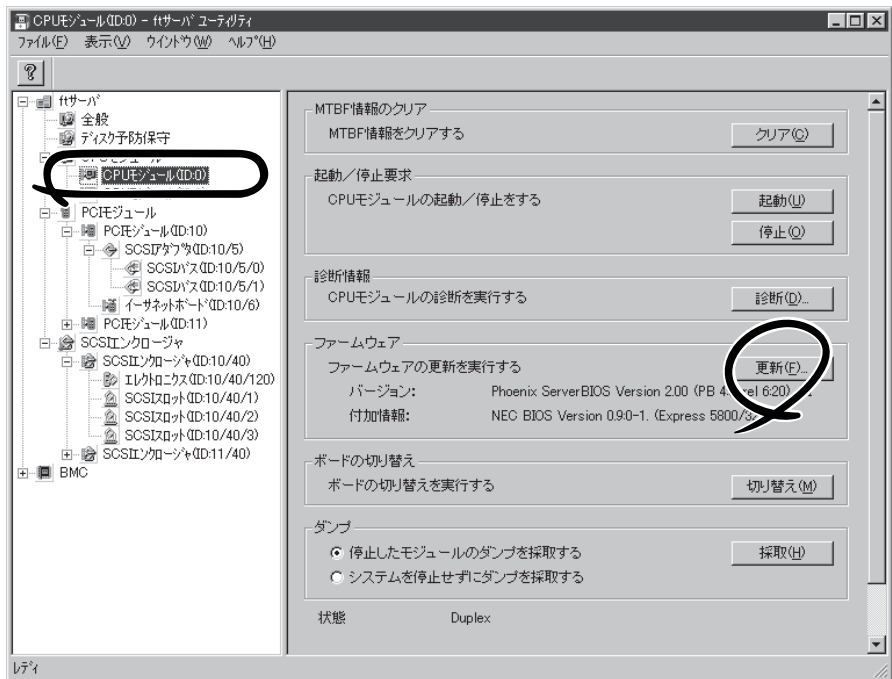 CPUモジュール(ID:0) - ftサーバ ユーティリティ
ファイル(F) 表示(V) ウインドウ(W) ヘルプ(H)
ftサーバ
全般
ディスク予防保守
CPUモジュール(ID:0)
PCIモジュール
PCIモジュール(ID:10)
SCSIアダプタ(ID:10/5)
SCSIバス(ID:10/5/0)
SCSIバス(ID:10/5/1)
イーサネットボード(ID:10/6)
PCIモジュール(ID:11)
SCSIエンクロージャ
SCSIエンクロージャ(ID:10/40)
エレクトロニクス(ID:10/40/120)
SCSIスロット(ID:10/40/1)
SCSIスロット(ID:10/40/2)
SCSIスロット(ID:10/40/3)
SCSIエンクロージャ(ID:11/40)
BMC
MTBF情報のクリア
MTBF情報をクリアする クリア(C)
起動/停止要求
CPUモジュールの起動/停止をする 起動(U)
停止(O)
診断情報
CPUモジュールの診断を実行する 診断(D)...
ファームウェア
ファームウェアの更新を実行する 更新(F)...
バージョン: Phoenix ServerBIOS Version 2.00 (PB 4. rel 6:20)
付加情報: NEC BIOS Version 0.9:0-1. (Express 5800/3
ボードの切り替え
ボードの切り替えを実行する 切り替え(M)
ダンプ
停止したモジュールのダンプを採取する 採取(H)
システムを停止せずにダンプを採取する
状態 Duplex
レディ